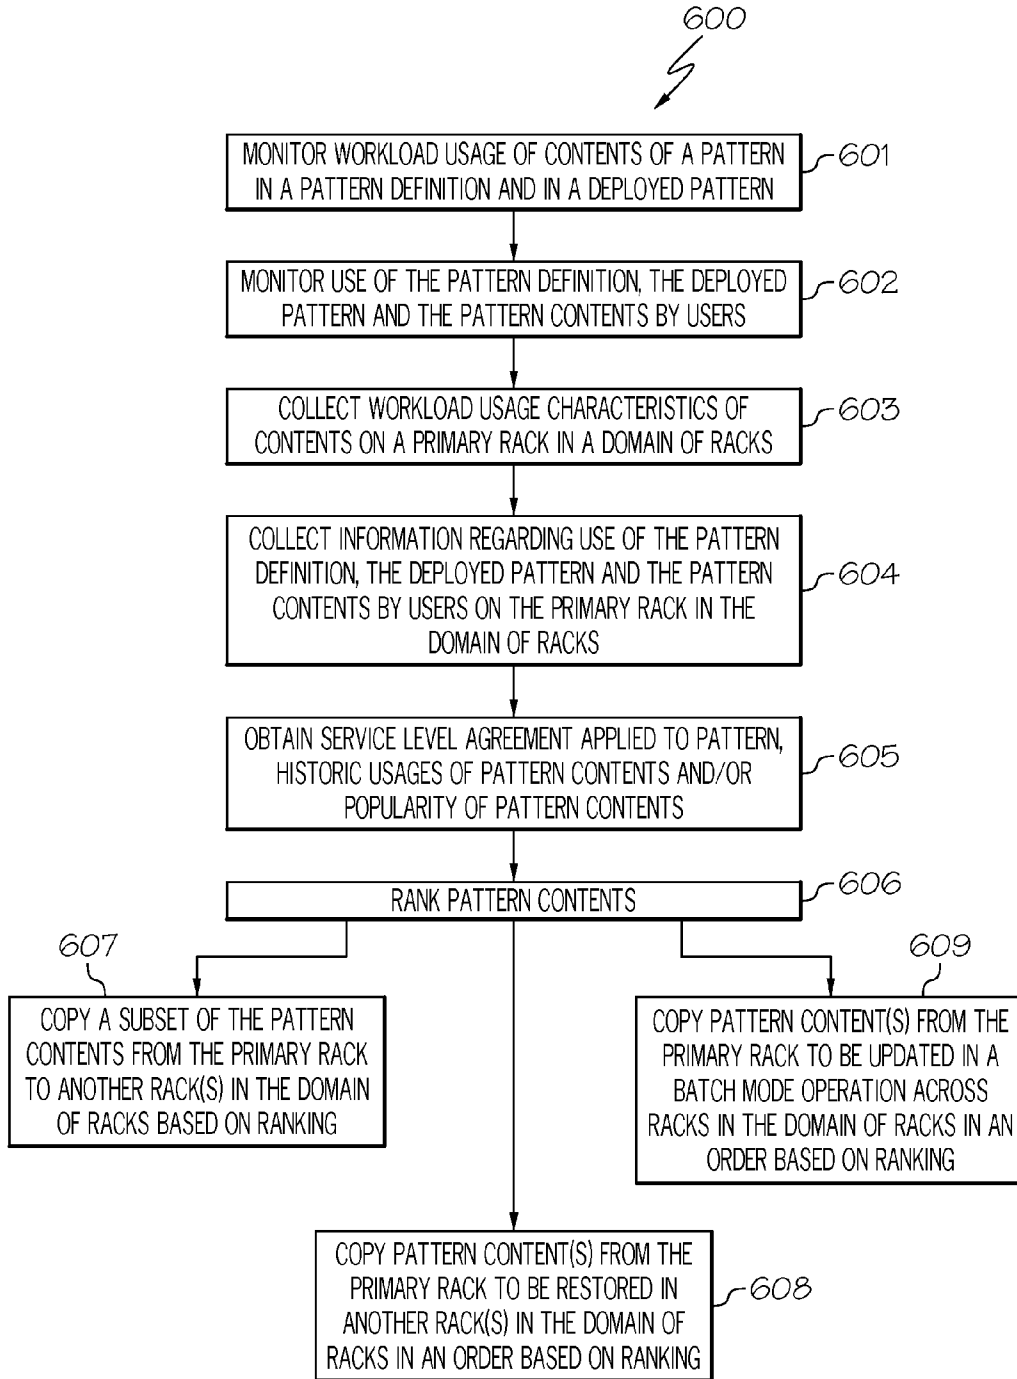 600
MONITOR WORKLOAD USAGE OF CONTENTS OF A PATTERN
IN A PATTERN DEFINITION AND IN A DEPLOYED PATTERN
601
MONITOR USE OF THE PATTERN DEFINITION, THE DEPLOYED
PATTERN AND THE PATTERN CONTENTS BY USERS
602
COLLECT WORKLOAD USAGE CHARACTERISTICS OF
CONTENTS ON A PRIMARY RACK IN A DOMAIN OF RACKS
603
COLLECT INFORMATION REGARDING USE OF THE PATTERN
DEFINITION, THE DEPLOYED PATTERN AND THE PATTERN
CONTENTS BY USERS ON THE PRIMARY RACK IN THE
DOMAIN OF RACKS
604
OBTAIN SERVICE LEVEL AGREEMENT APPLIED TO PATTERN,
HISTORIC USAGES OF PATTERN CONTENTS AND/OR
POPULARITY OF PATTERN CONTENTS
605
RANK PATTERN CONTENTS
606
607
COPY A SUBSET OF THE PATTERN
CONTENTS FROM THE PRIMARY RACK
TO ANOTHER RACK(S) IN THE DOMAIN
OF RACKS BASED ON RANKING
609
COPY PATTERN CONTENT(S) FROM THE
PRIMARY RACK TO BE UPDATED IN A
BATCH MODE OPERATION ACROSS
RACKS IN THE DOMAIN OF RACKS IN AN
ORDER BASED ON RANKING
COPY PATTERN CONTENT(S) FROM THE
PRIMARY RACK TO BE RESTORED IN
ANOTHER RACK(S) IN THE DOMAIN OF
RACKS IN AN ORDER BASED ON RANKING
608